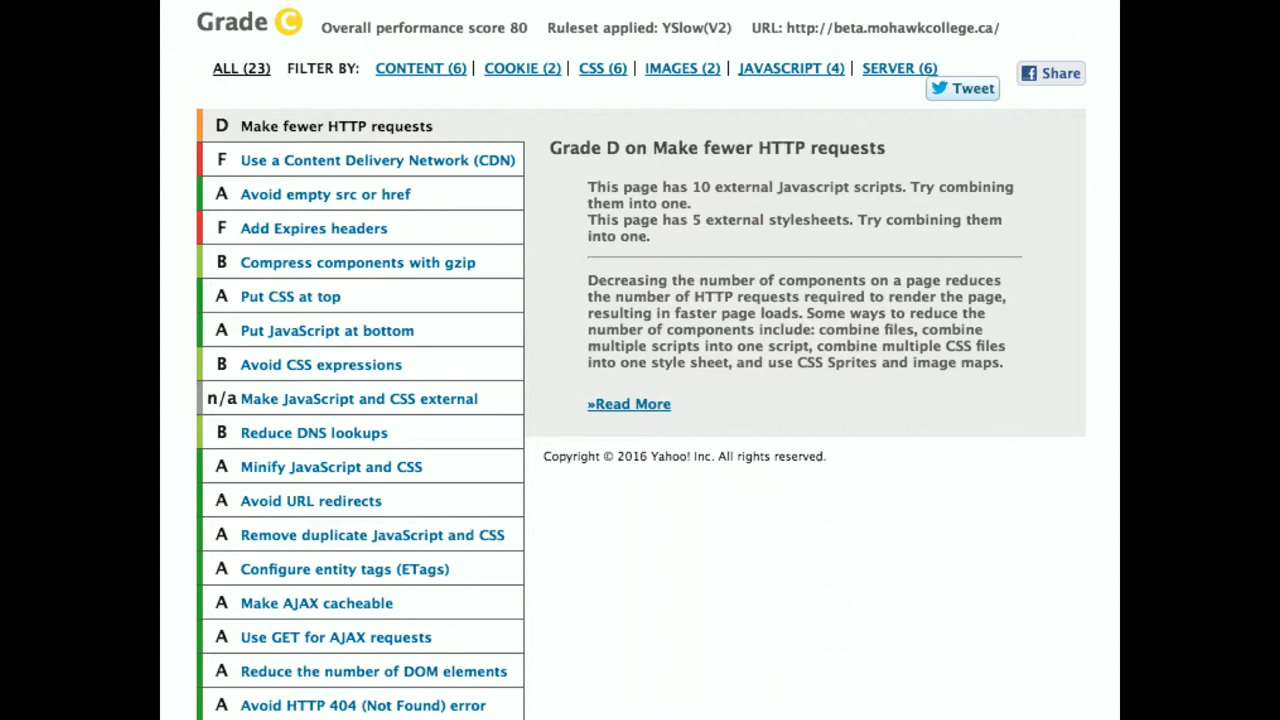 Grade C Overall performance score 80 Ruleset applied: YSlow(V2) URL: http://beta.mohawkcollege.ca/
ALL (23) FILTER BY: CONTENT (6) | COOKIE (2) | CSS (6) | IMAGES (2) | JAVASCRIPT (4) | SERVER (6)
Tweet
Share
D Make fewer HTTP requests
F Use a Content Delivery Network (CDN)
A Avoid empty src or href
F Add Expires headers
B Compress components with gzip
A Put CSS at top
A Put JavaScript at bottom
B Avoid CSS expressions
n/a Make JavaScript and CSS external
B Reduce DNS lookups
A Minify JavaScript and CSS
A Avoid URL redirects
A Remove duplicate JavaScript and CSS
A Configure entity tags (ETags)
A Make AJAX cacheable
A Use GET for AJAX requests
A Reduce the number of DOM elements
A Avoid HTTP 404 (Not Found) error
Grade D on Make fewer HTTP requests
This page has 10 external Javascript scripts. Try combining
them into one.
This page has 5 external stylesheets. Try combining them
into one.
Decreasing the number of components on a page reduces
the number of HTTP requests required to render the page,
resulting in faster page loads. Some ways to reduce the
number of components include: combine files, combine
multiple scripts into one script, combine multiple CSS files
into one style sheet, and use CSS Sprites and image maps.
»Read More
Copyright © 2016 Yahoo! Inc. All rights reserved.